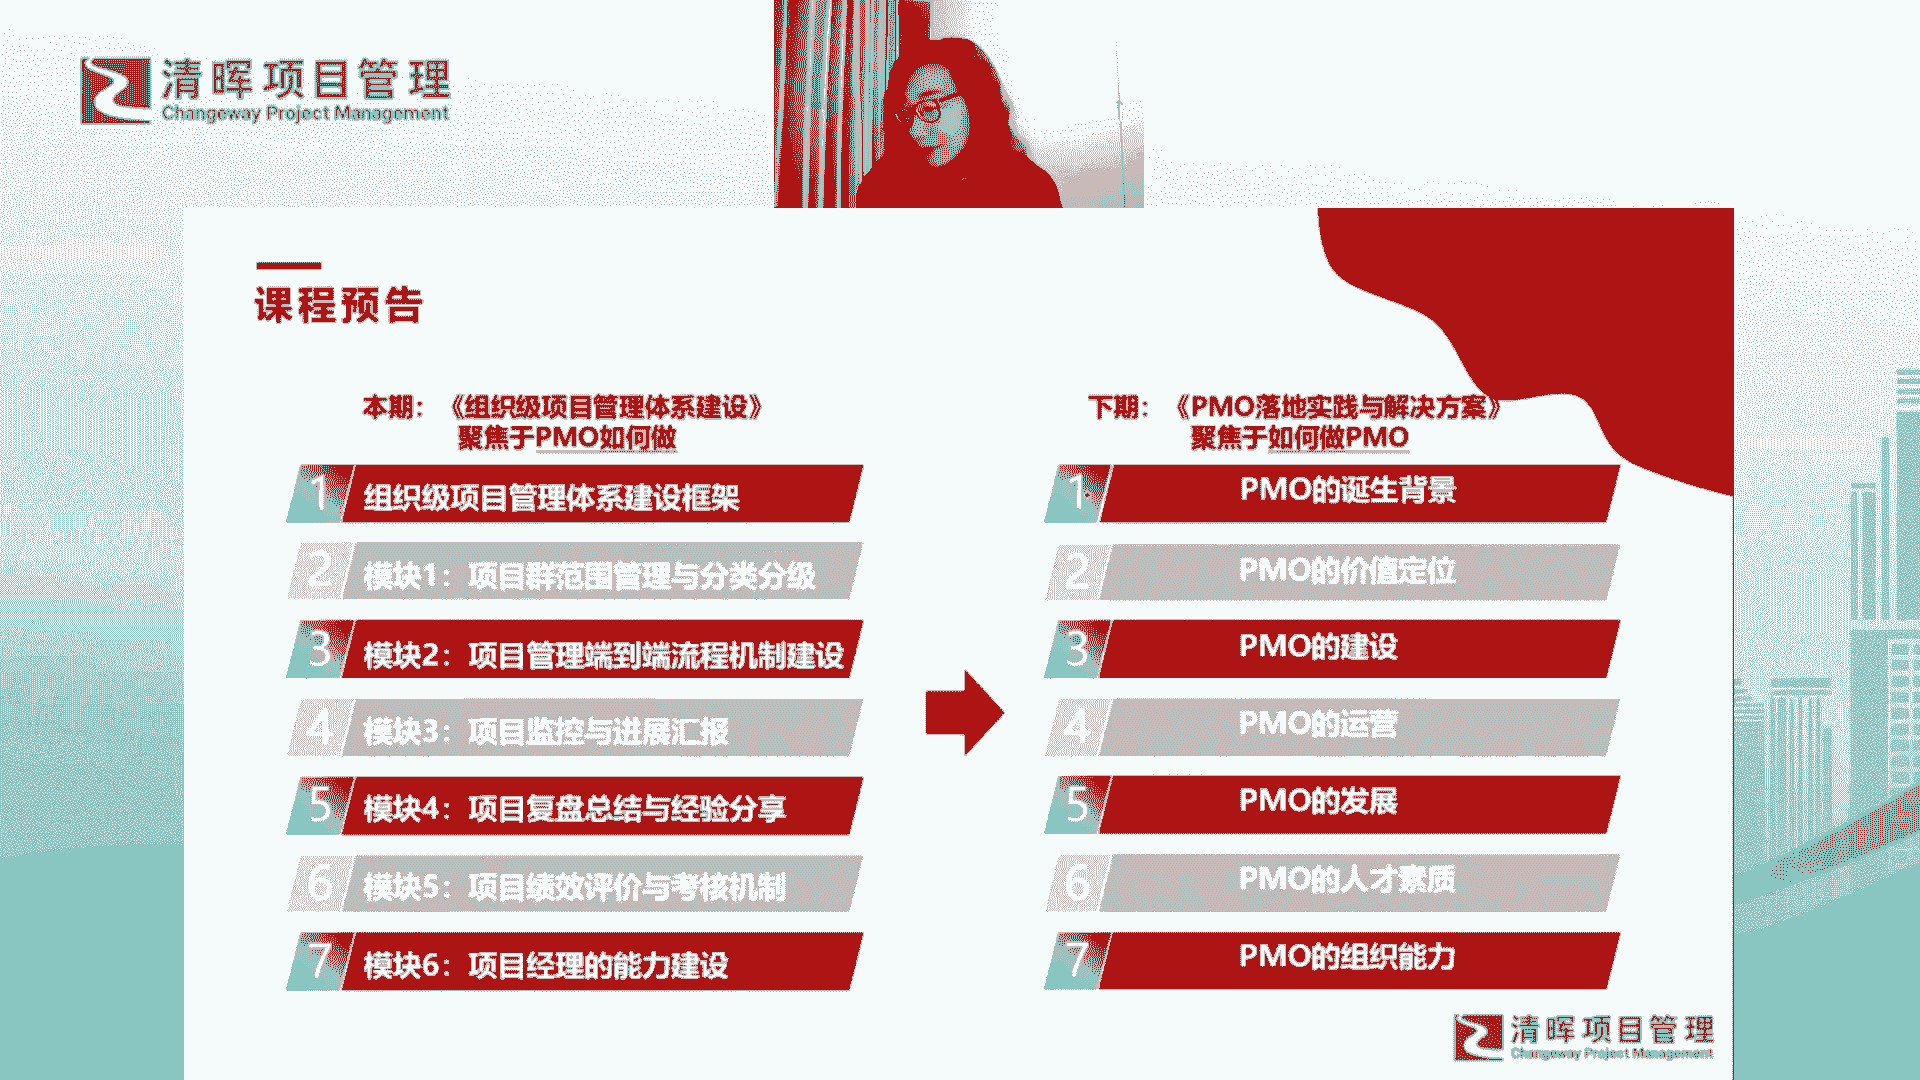 清晖项目管理
Changeway Project Management
课程预告
本期：《组织级项目管理体系建设》
聚焦于PMO如何做
1 组织级项目管理体系建设框架
2 模块1：项目群范围管理与分类分级
3 模块2：项目管理端到端流程机制建设
4 模块3：项目监控与进展汇报
5 模块4：项目复盘总结与经验分享
6 模块5：项目绩效评价与考核机制
7 模块6：项目经理的能力建设
下期：《PMO落地实践与解决方案》
聚焦于如何做PMO
1 PMO的诞生背景
2 PMO的价值定位
3 PMO的建设
4 PMO的运营
5 PMO的发展
6 PMO的人才素质
7 PMO的组织能力
清晖项目管理
Changeway Project Management